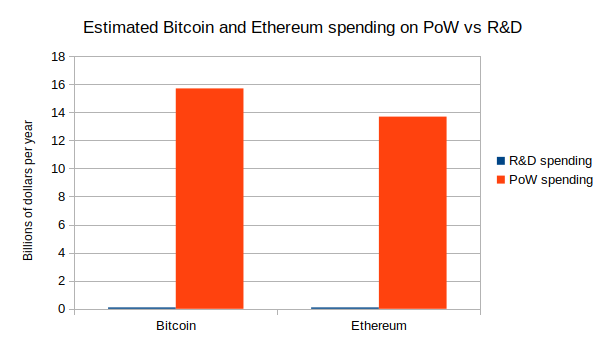 Estimated Bitcoin and Ethereum spending on PoW vs R&D
18
16
14
12
10
8
6
4
2
0
Billions of dollars per year
Bitcoin
Ethereum
R&D spending
PoW spending